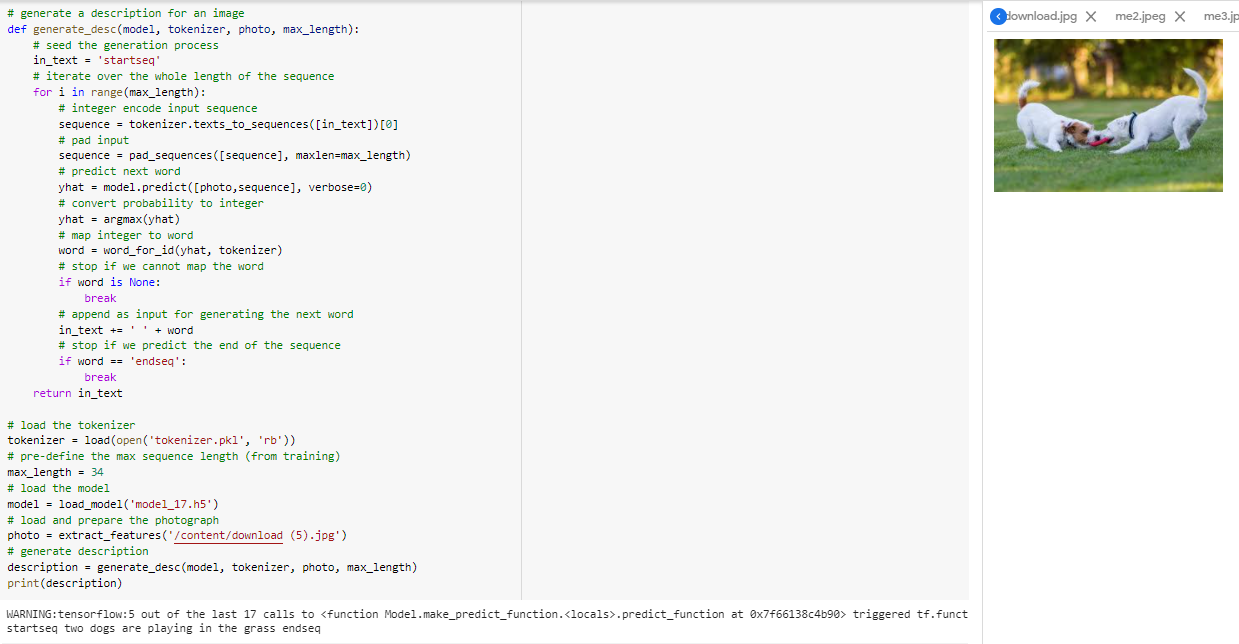 # generate a description for an image
def generate_desc(model, tokenizer, photo, max_length):
    # seed the generation process
    in_text = 'startseq'
    # iterate over the whole length of the sequence
    for i in range(max_length):
        # integer encode input sequence
        sequence = tokenizer.texts_to_sequences([in_text])[0]
        # pad input
        sequence = pad_sequences([sequence], maxlen=max_length)
        # predict next word
        yhat = model.predict([photo,sequence], verbose=0)
        # convert probability to integer
        yhat = argmax(yhat)
        # map integer to word
        word = word_for_id(yhat, tokenizer)
        # stop if we cannot map the word
        if word is None:
            break
        # append as input for generating the next word
        in_text += ' ' + word
        # stop if we predict the end of the sequence
        if word == 'endseq':
            break
    return in_text

# load the tokenizer
tokenizer = load(open('tokenizer.pkl', 'rb'))
# pre-define the max sequence length (from training)
max_length = 34
# load the model
model = load_model('model_17.h5')
# load and prepare the photograph
photo = extract_features('/content/download (5).jpg')
# generate description
description = generate_desc(model, tokenizer, photo, max_length)
print(description)
WARNING:tensorflow:5 out of the last 17 calls to <function Model.make_predict_function.<locals>.predict_function at 0x7f66138c4b90> triggered tf.funct
startseq two dogs are playing in the grass endseq
download.jpg me2.jpeg me3.jp